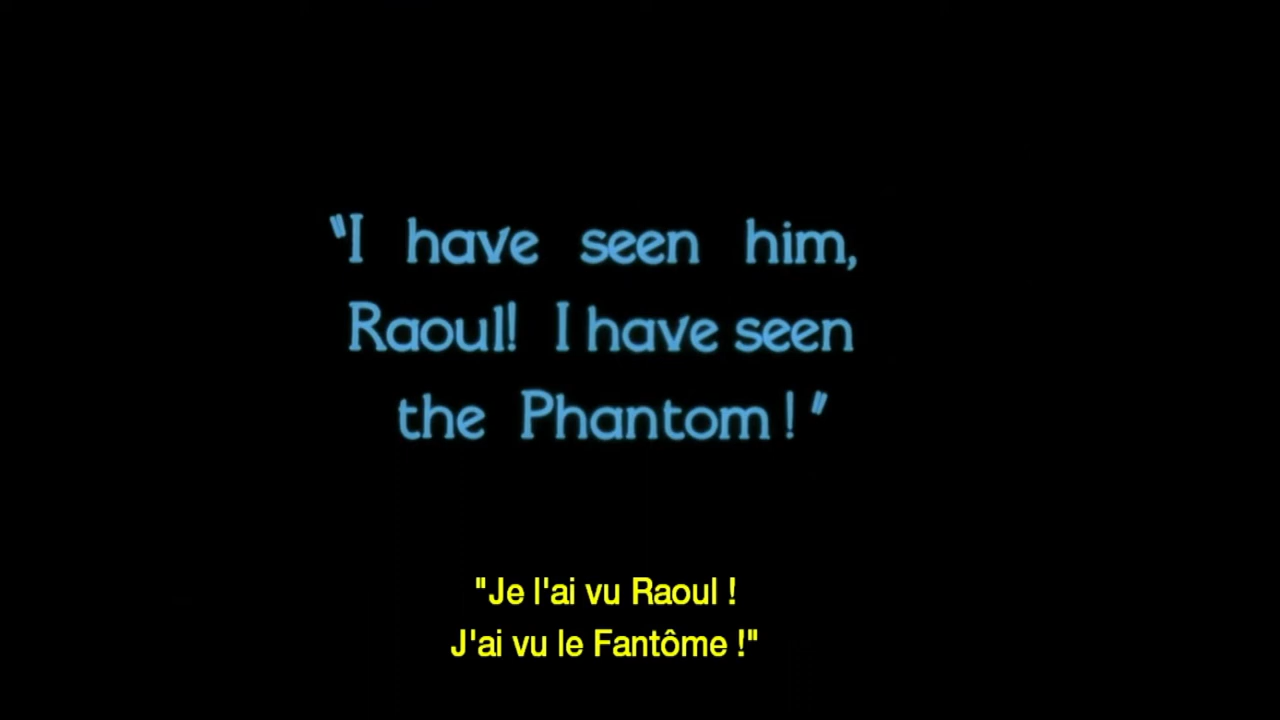 "I have seen him,
Raoul! I have seen
the Phantom!"
"Je l'ai vu Raoul !
J'ai vu le Fantôme !"